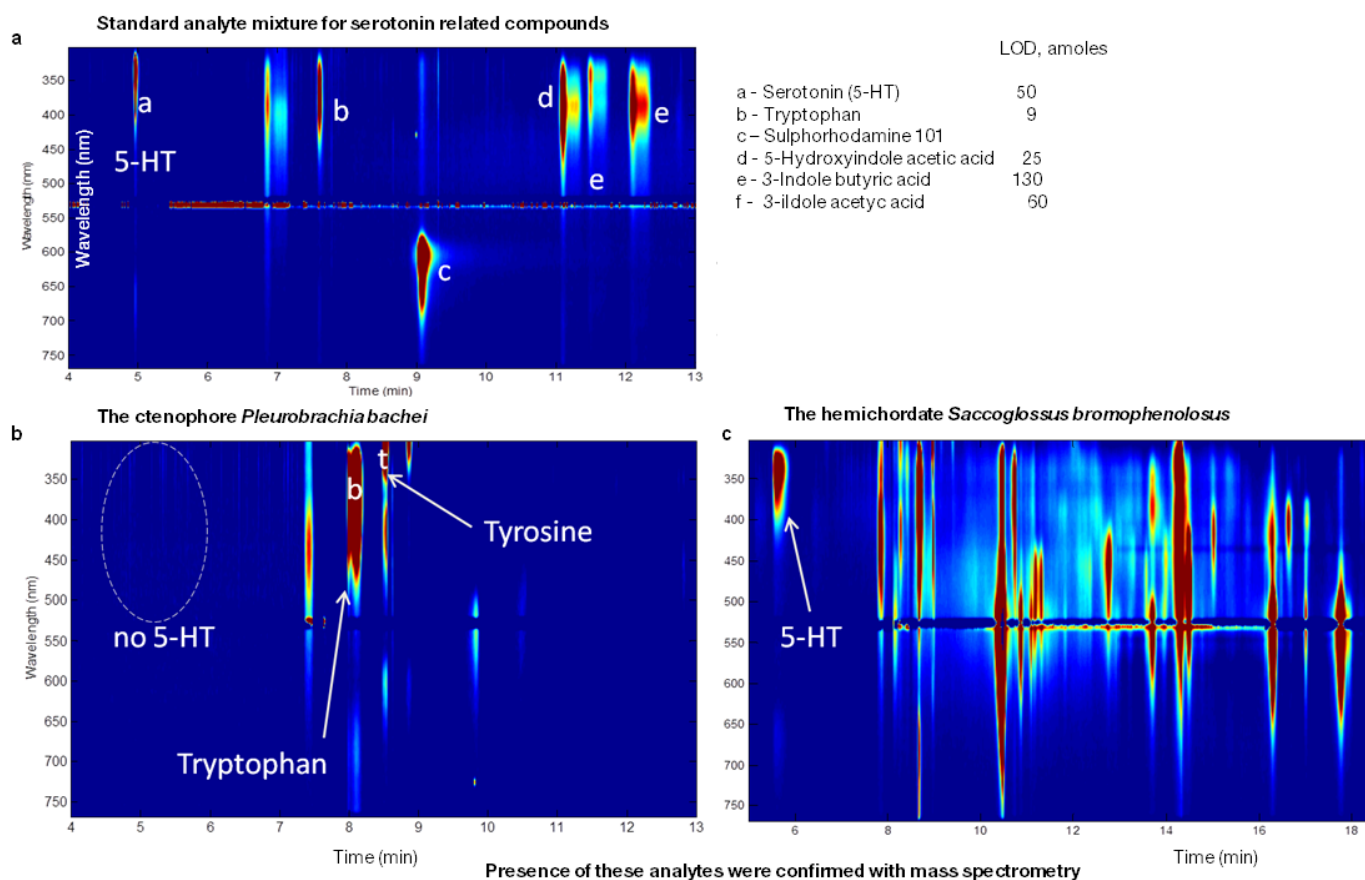 Standard analyte mixture for serotonin related compounds
a
LOD, amoles
a - Serotonin (5-HT) 50
b - Tryptophan 9
c – Sulphorhodamine 101
d - 5-Hydroxyindole acetic acid 25
e - 3-Indole butyric acid 130
f - 3-ildole acetyc acid 60
350
400
450
500
550
600
650
700
750
Wavelength (nm)
Wavelength (nm)
a
5-HT
b
c
d
e
e
4 5 6 7 8 9 10 11 12 13
Time (min)
The ctenophore Pleurobrachia bachei
b
350
400
450
500
550
600
650
700
750
Wavelength (nm)
no 5-HT
b
t
Tyrosine
Tryptophan
4 5 6 7 8 9 10 11 12 13
Time (min)
The hemichordate Saccoglossus bromophenolosus
c
350
400
450
500
550
600
650
700
750
5-HT
6 8 10 12 14 16 18
Time (min)
Presence of these analytes were confirmed with mass spectrometry